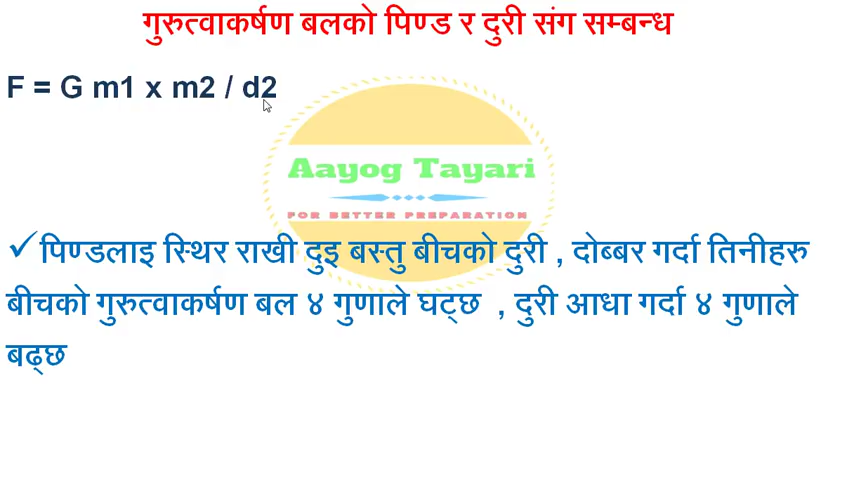 गुरुत्वाकर्षण बलको पिण्ड र दुरी संग सम्बन्ध
F = G m1 x m2 / d2
Aayog Tayari
FOR BETTER PREPARATION
✓पिण्डलाइ स्थिर राखी दुइ बस्तु बीचको दुरी , दोब्बर गर्दा तिनीहरु
बीचको गुरुत्वाकर्षण बल ४ गुणाले घट्छ , दुरी आधा गर्दा ४ गुणाले
बढ्छ